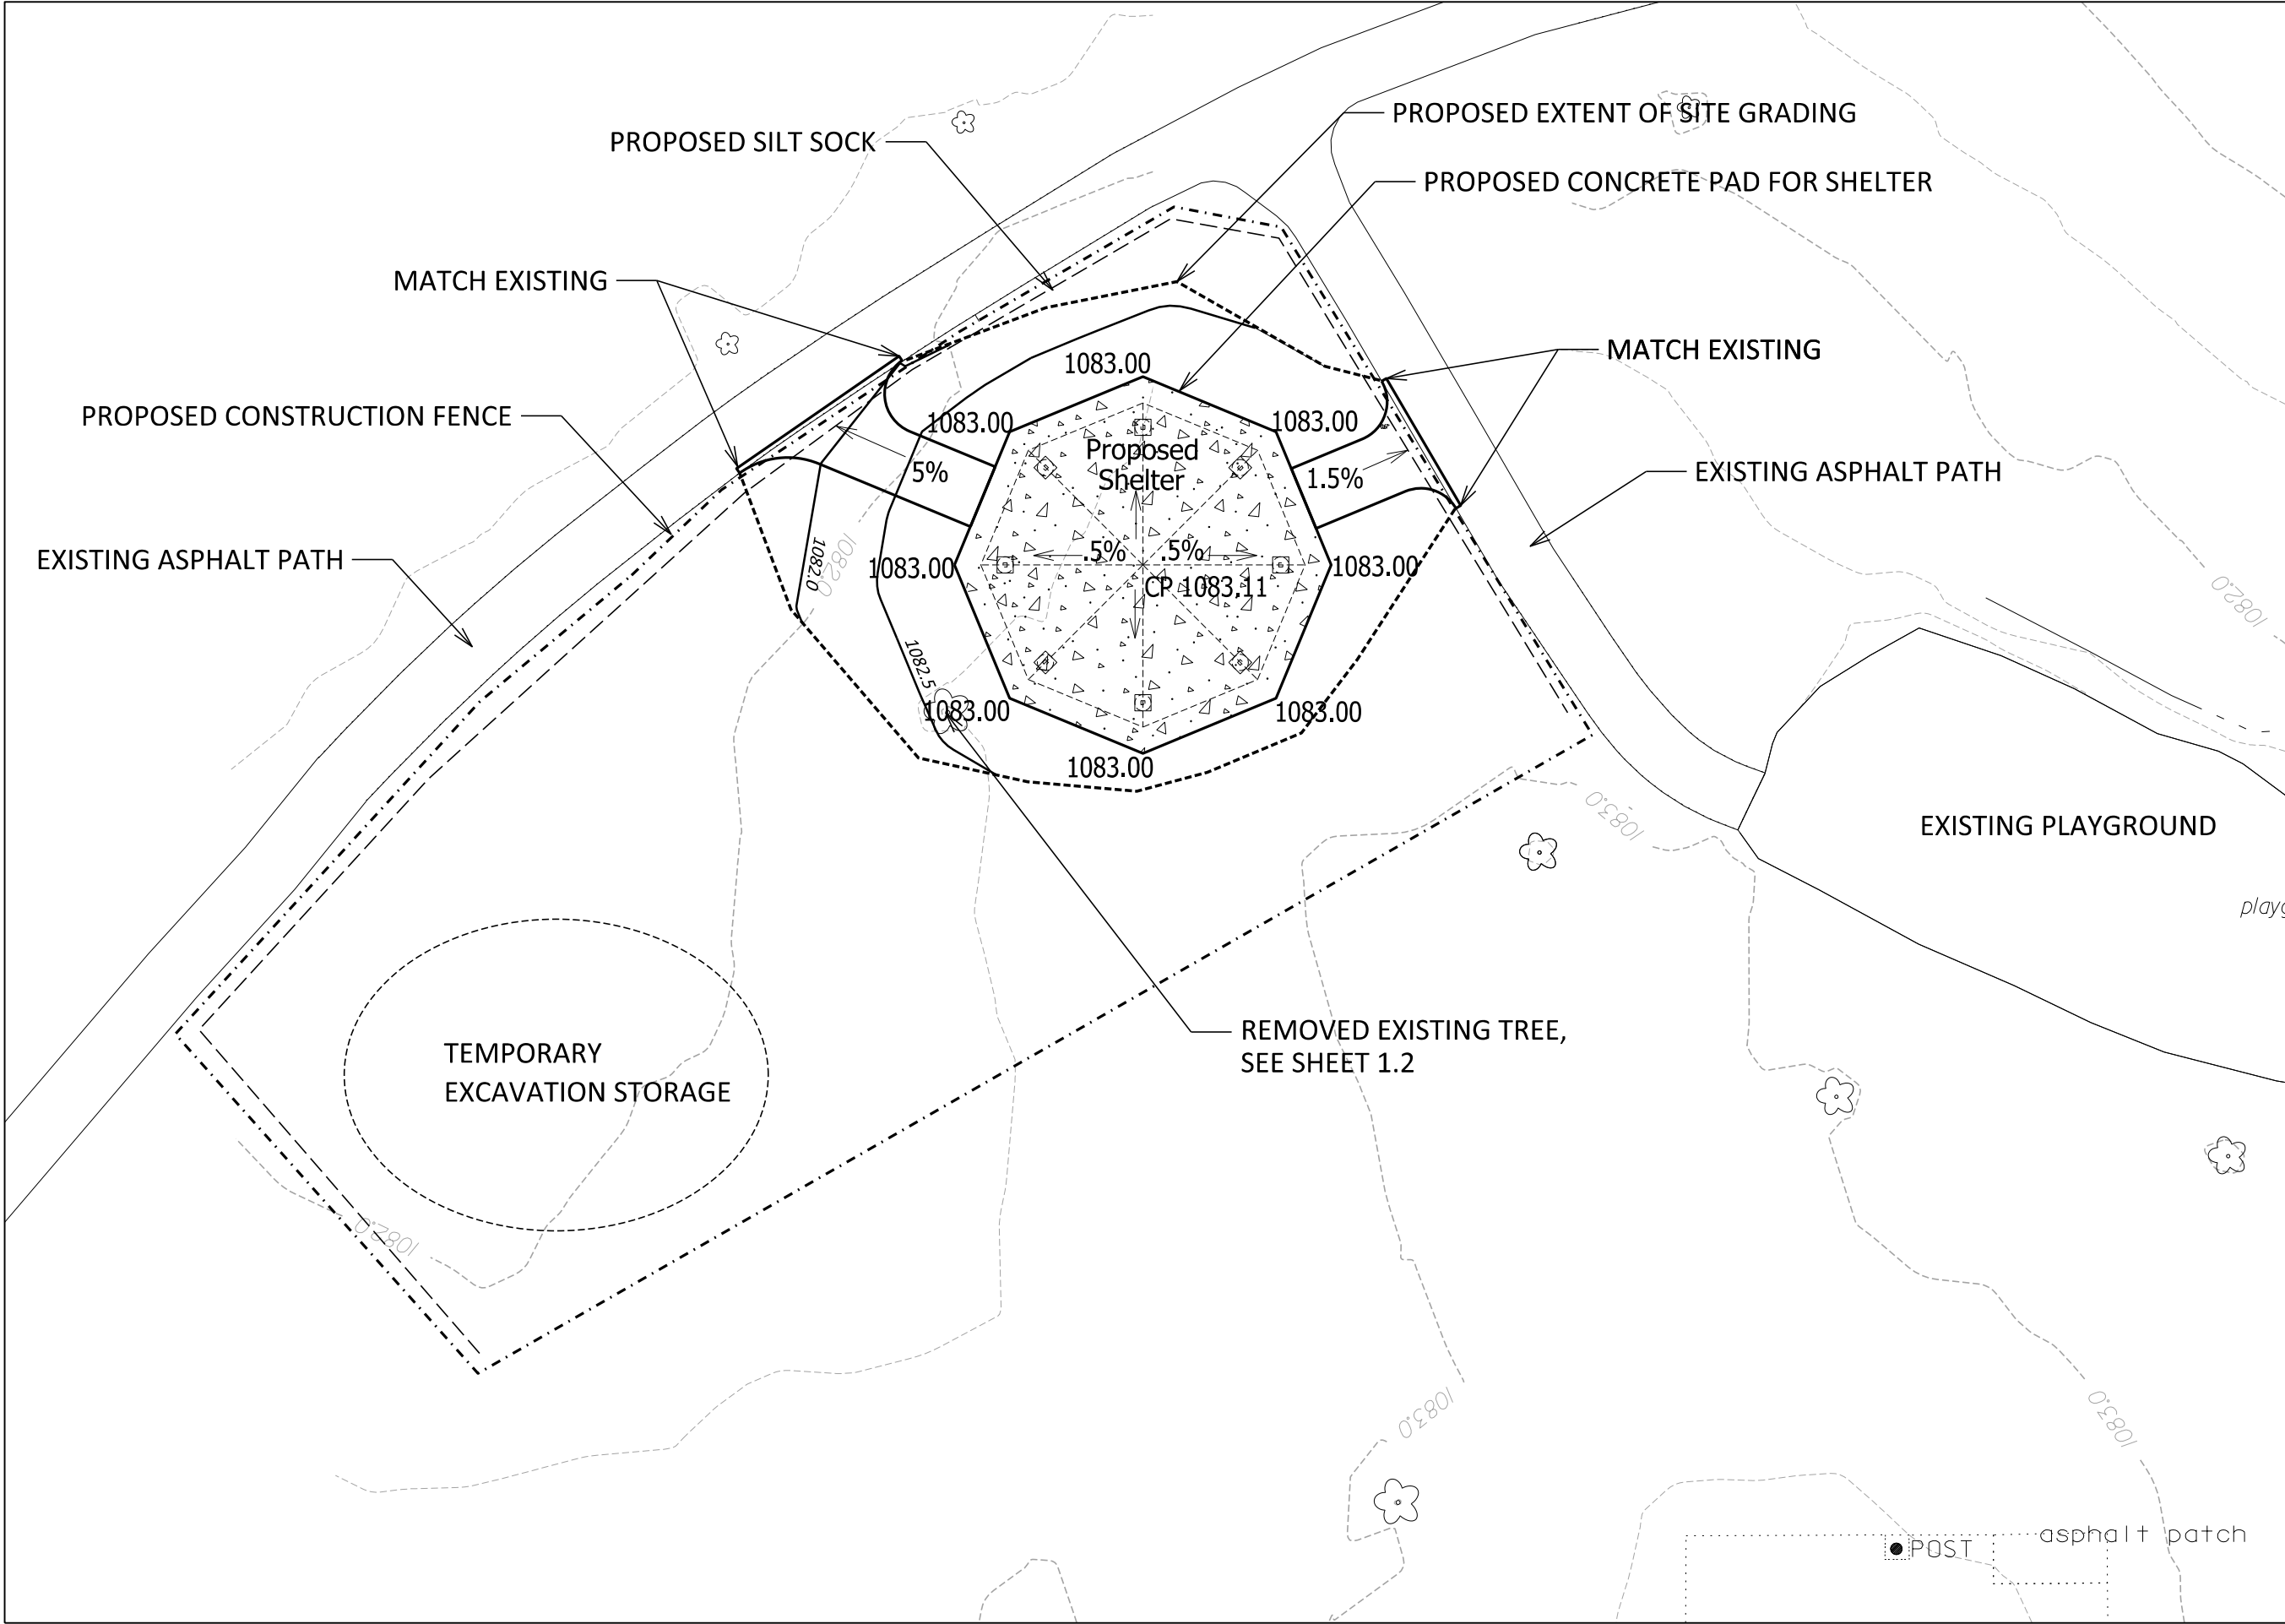 PROPOSED EXTENT OF SITE GRADING
PROPOSED SILT SOCK
PROPOSED CONCRETE PAD FOR SHELTER
MATCH EXISTING
MATCH EXISTING
1083.00
PROPOSED CONSTRUCTION FENCE
1083.00
1083.00
Proposed
Shelter
5%
1.5%
EXISTING ASPHALT PATH
EXISTING ASPHALT PATH
1082.0
1082.0
.5%
.5%
1083.00
1083.00
CP 1083.11
1082.0
1082.5
1083.00
1083.00
1083.00
1083.0
EXISTING PLAYGROUND
playg
REMOVED EXISTING TREE,
SEE SHEET 1.2
TEMPORARY
EXCAVATION STORAGE
1082.0
1083.0
1083.0
asphalt patch
POST